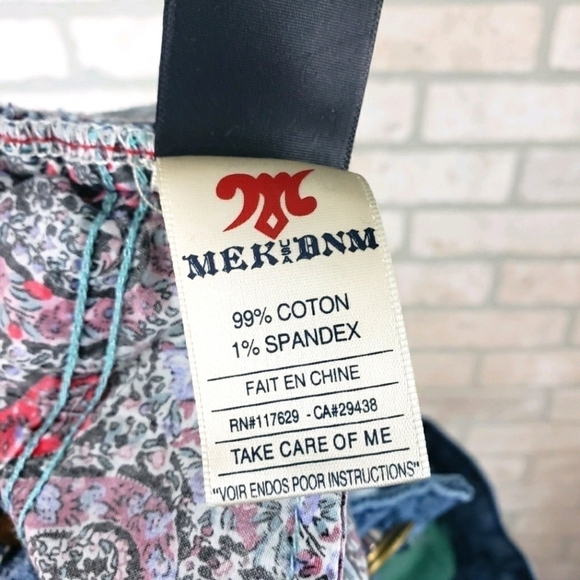 MEK USA DNM
99% COTON
1% SPANDEX
FAIT EN CHINE
RN#117629 - CA#29438
TAKE CARE OF ME
"VOIR ENDOS POOR INSTRUCTIONS"